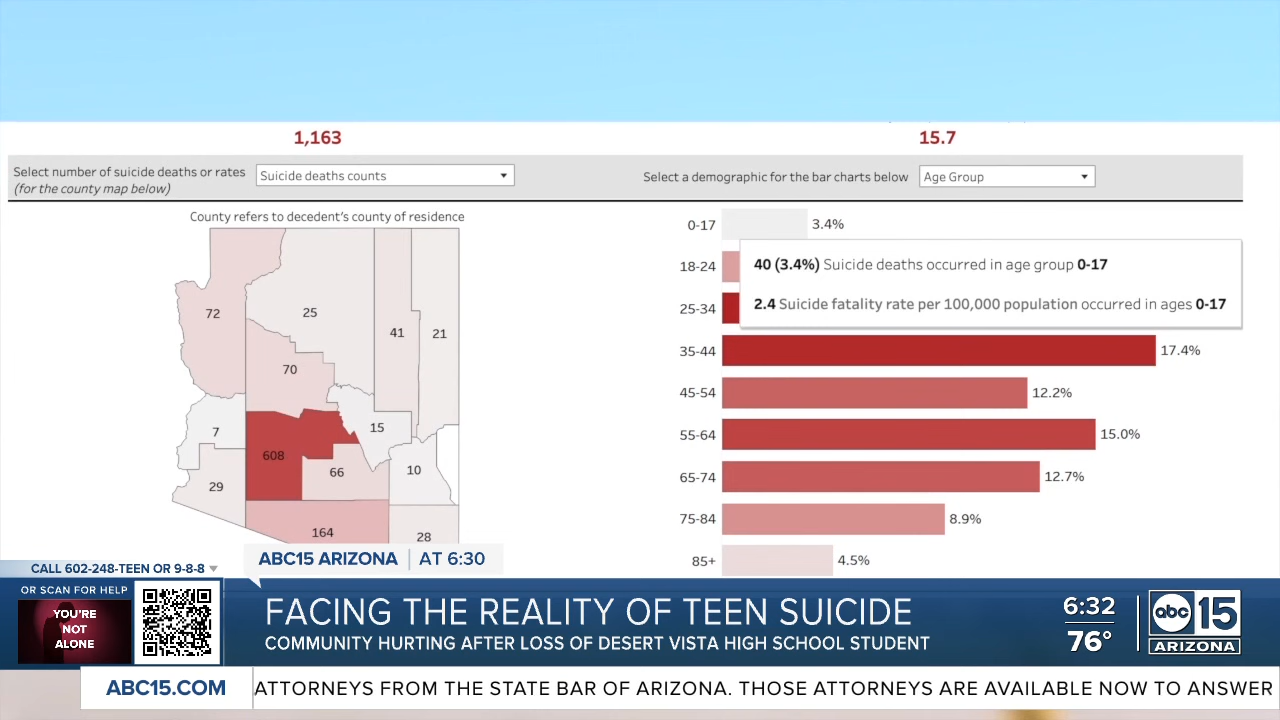 1,163
15.7
Select number of suicide deaths or rates
(for the county map below)
Suicide deaths counts
Select a demographic for the bar charts below
Age Group
County refers to decedent's county of residence
72
25
41
21
70
7
15
608
66
10
29
164
28
0-17
3.4%
18-24
40 (3.4%) Suicide deaths occurred in age group 0-17
25-34
2.4 Suicide fatality rate per 100,000 population occurred in ages 0-17
35-44
17.4%
45-54
12.2%
55-64
15.0%
65-74
12.7%
75-84
8.9%
85+
4.5%
ABC15 ARIZONA | AT 6:30
CALL 602-248-TEEN OR 9-8-8
OR SCAN FOR HELP
YOU'RE
NOT
ALONE
FACING THE REALITY OF TEEN SUICIDE
COMMUNITY HURTING AFTER LOSS OF DESERT VISTA HIGH SCHOOL STUDENT
6:32
76°
abc 15
ARIZONA
ABC15.COM
ATTORNEYS FROM THE STATE BAR OF ARIZONA. THOSE ATTORNEYS ARE AVAILABLE NOW TO ANSWER